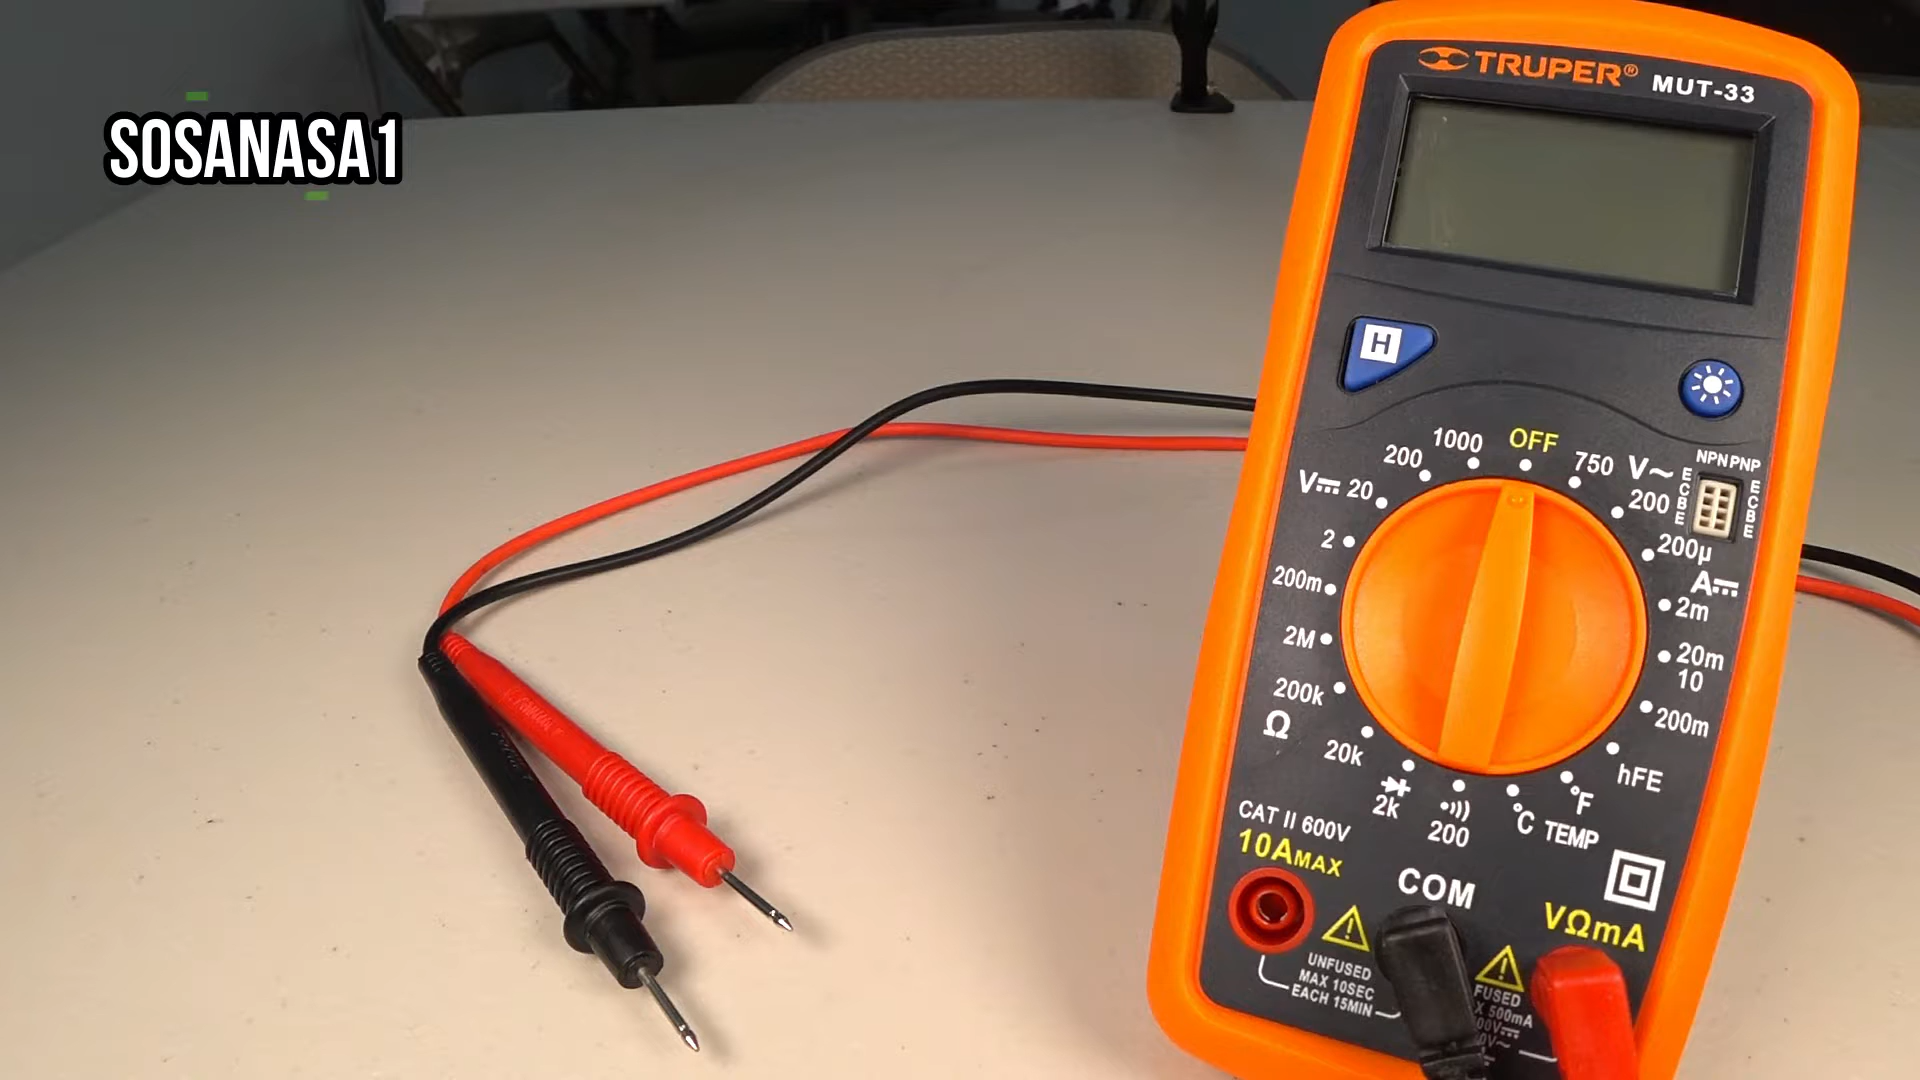 SOSANASA1
TRUPER® MUT-33
H
OFF
1000
750
V~
200
200
NPN PNP
V⎓ 20
E C B E
E C B E
2
200µ
A⎓
200m
2m
2M
20m
10
200k
200m
Ω
20k
hFE
2k
200
°C TEMP
°F
CAT II 600V
10AMAX
COM
VΩmA
UNFUSED
MAX 10SEC
EACH 15MIN
FUSED
500mA